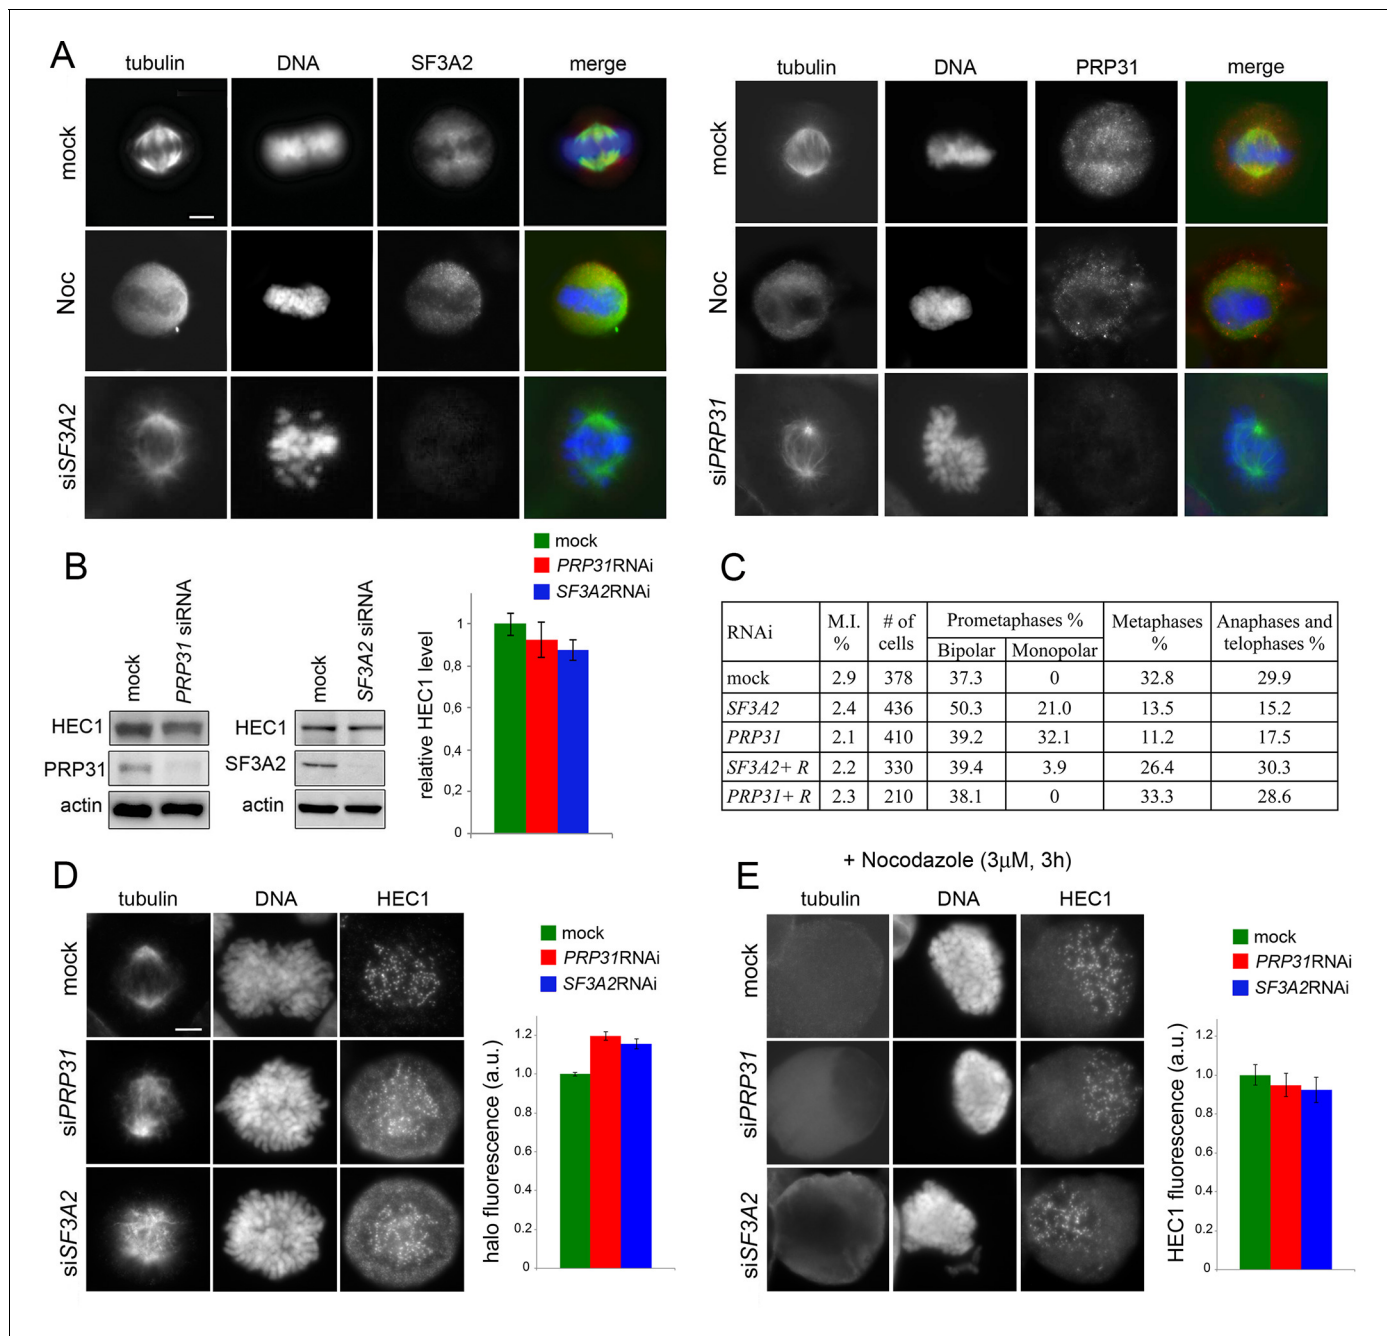 A
tubulin DNA SF3A2 merge
mock
Noc
siSF3A2
tubulin DNA PRP31 merge
mock
Noc
siPRP31
B
mock
PRP31 siRNA
HEC1
PRP31
actin
mock
SF3A2 siRNA
HEC1
SF3A2
actin
mock
PRP31RNAi
SF3A2RNAi
relative HEC1 level
1
0,8
0,6
0,4
0,2
0
C
RNAi M.I. % # of cells Prometaphases % Metaphases % Anaphases and telophases %
Bipolar Monopolar
mock 2.9 378 37.3 0 32.8 29.9
SF3A2 2.4 436 50.3 21.0 13.5 15.2
PRP31 2.1 410 39.2 32.1 11.2 17.5
SF3A2+ R 2.2 330 39.4 3.9 26.4 30.3
PRP31+ R 2.3 210 38.1 0 33.3 28.6
D
tubulin DNA HEC1
mock
siPRP31
siSF3A2
mock
PRP31RNAi
SF3A2RNAi
halo fluorescence (a.u.)
1.2
1.0
0.8
0.6
0.4
0.2
0
E
+ Nocodazole (3μM, 3h)
tubulin DNA HEC1
mock
siPRP31
siSF3A2
mock
PRP31RNAi
SF3A2RNAi
HEC1 fluorescence (a.u.)
1.2
1.0
0.8
0.6
0.4
0.2
0